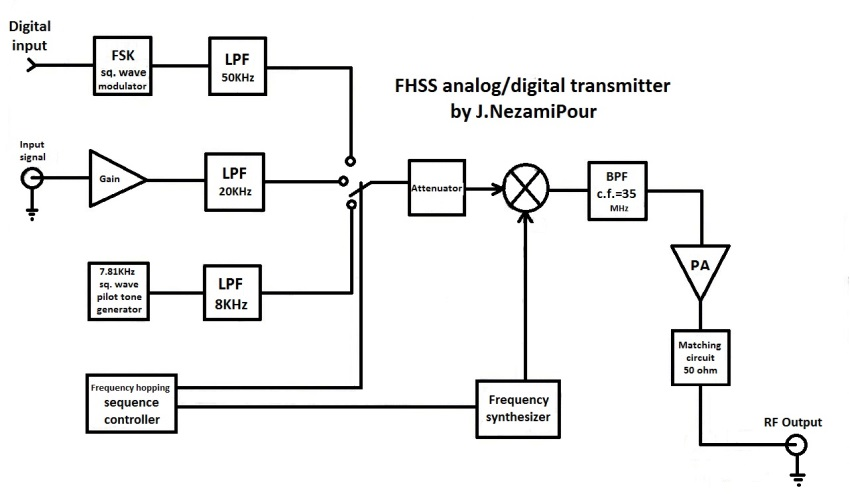 Digital
input
FSK
sq. wave
modulator
LPF
50KHz
FHSS analog/digital transmitter
by J.NezamiPour
Input
signal
Gain
LPF
20KHz
Attenuator
BPF
c.f.=35
MHz
7.81KHz
sq. wave
pilot tone
generator
LPF
8KHz
PA
Matching
circuit
50 ohm
Frequency hopping
sequence
controller
Frequency
synthesizer
RF Output